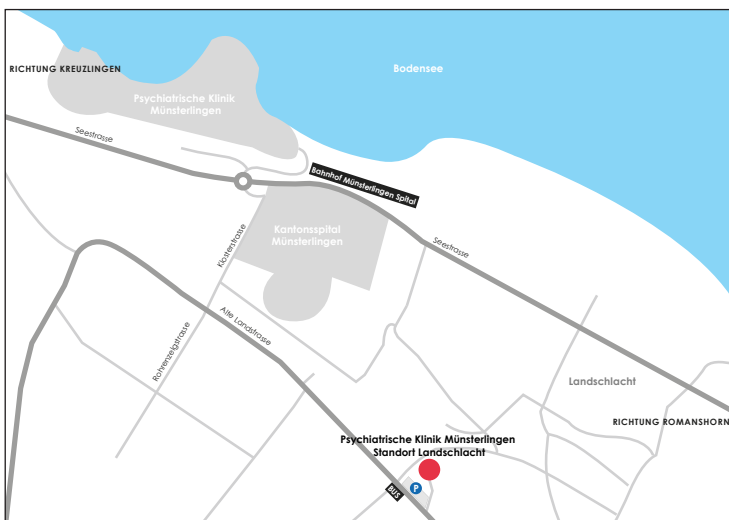 Bodensee
RICHTUNG KREUZLINGEN
Psychiatrische Klinik
Münsterlingen
Seestrasse
Bahnhof Münsterlingen Spital
Kantonsspital
Münsterlingen
Klosterstrasse
Seestrasse
Alte Landstrasse
Rohrenzelgstrasse
Landschlacht
RICHTUNG ROMANSHORN
Psychiatrische Klinik Münsterlingen
Standort Landschlacht
P
BUS